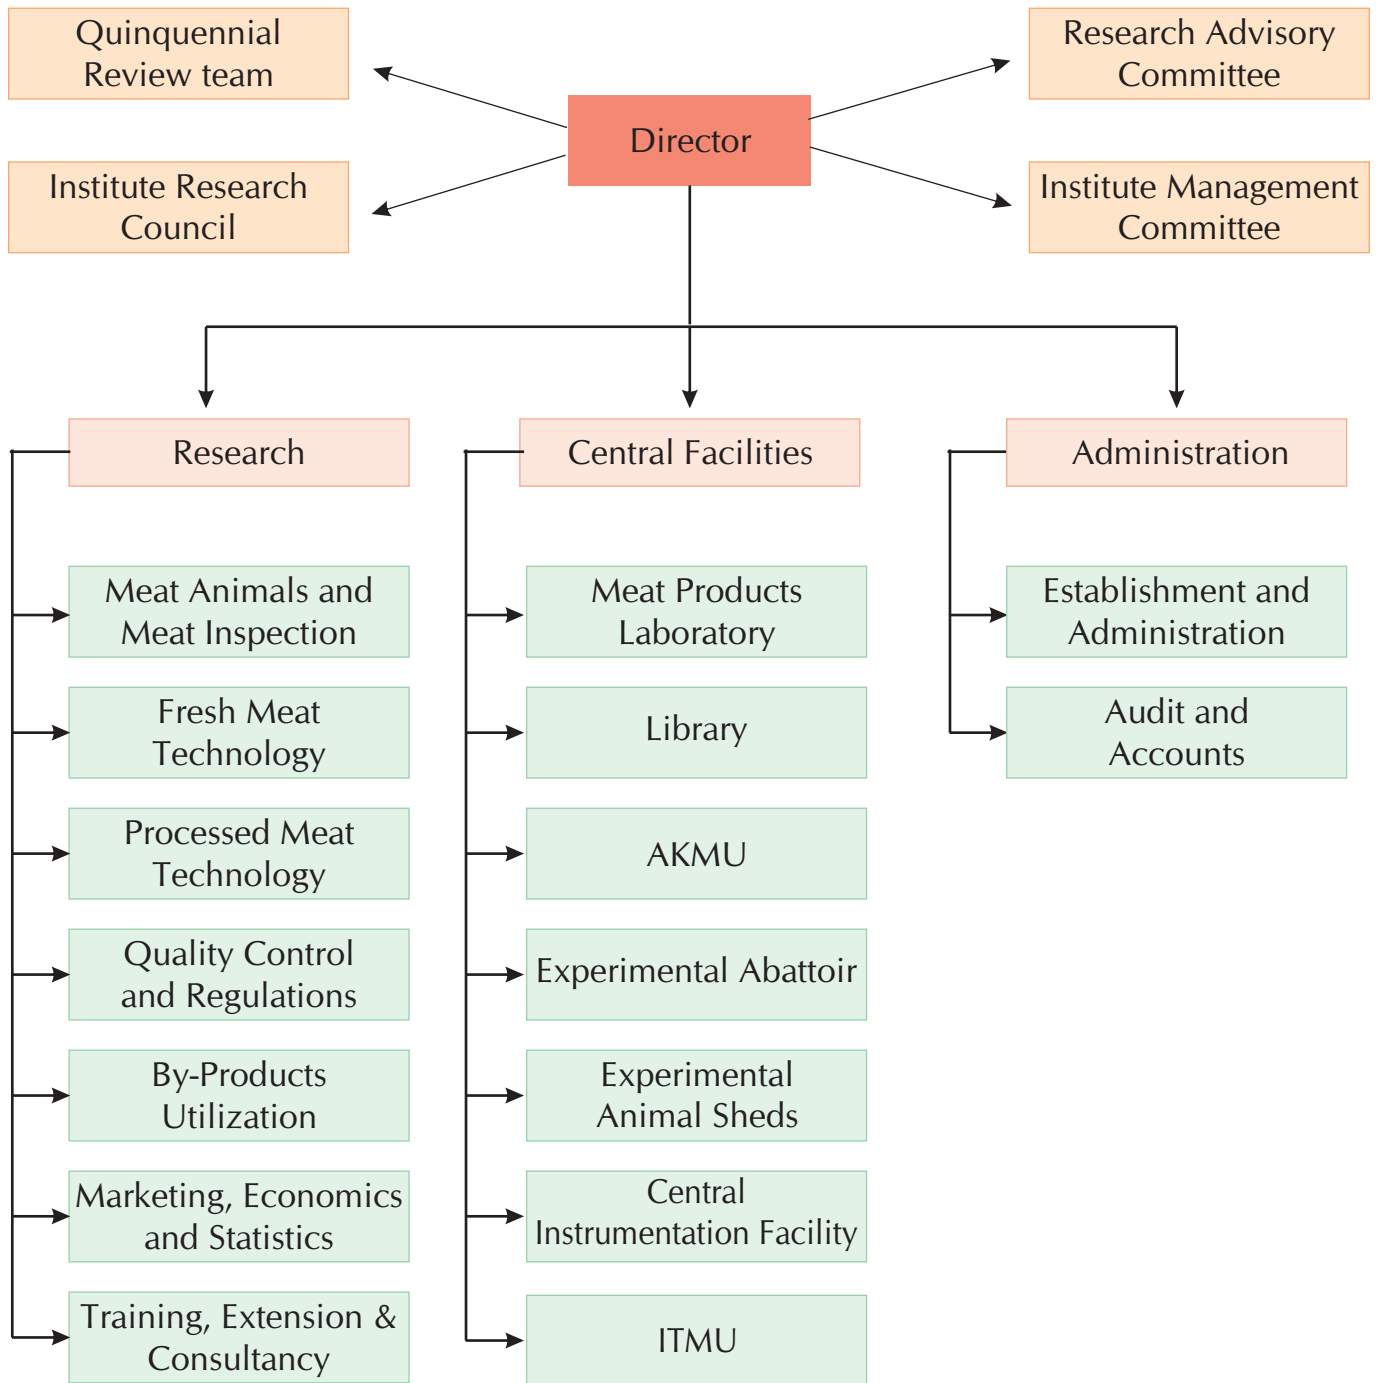 Quinquennial
Review team
Research Advisory
Committee
Director
Institute Research
Council
Institute Management
Committee
Research
Central Facilities
Administration
Meat Animals and
Meat Inspection
Fresh Meat
Technology
Processed Meat
Technology
Quality Control
and Regulations
By-Products
Utilization
Marketing, Economics
and Statistics
Training, Extension &
Consultancy
Meat Products
Laboratory
Library
AKMU
Experimental Abattoir
Experimental
Animal Sheds
Central
Instrumentation Facility
ITMU
Establishment and
Administration
Audit and
Accounts